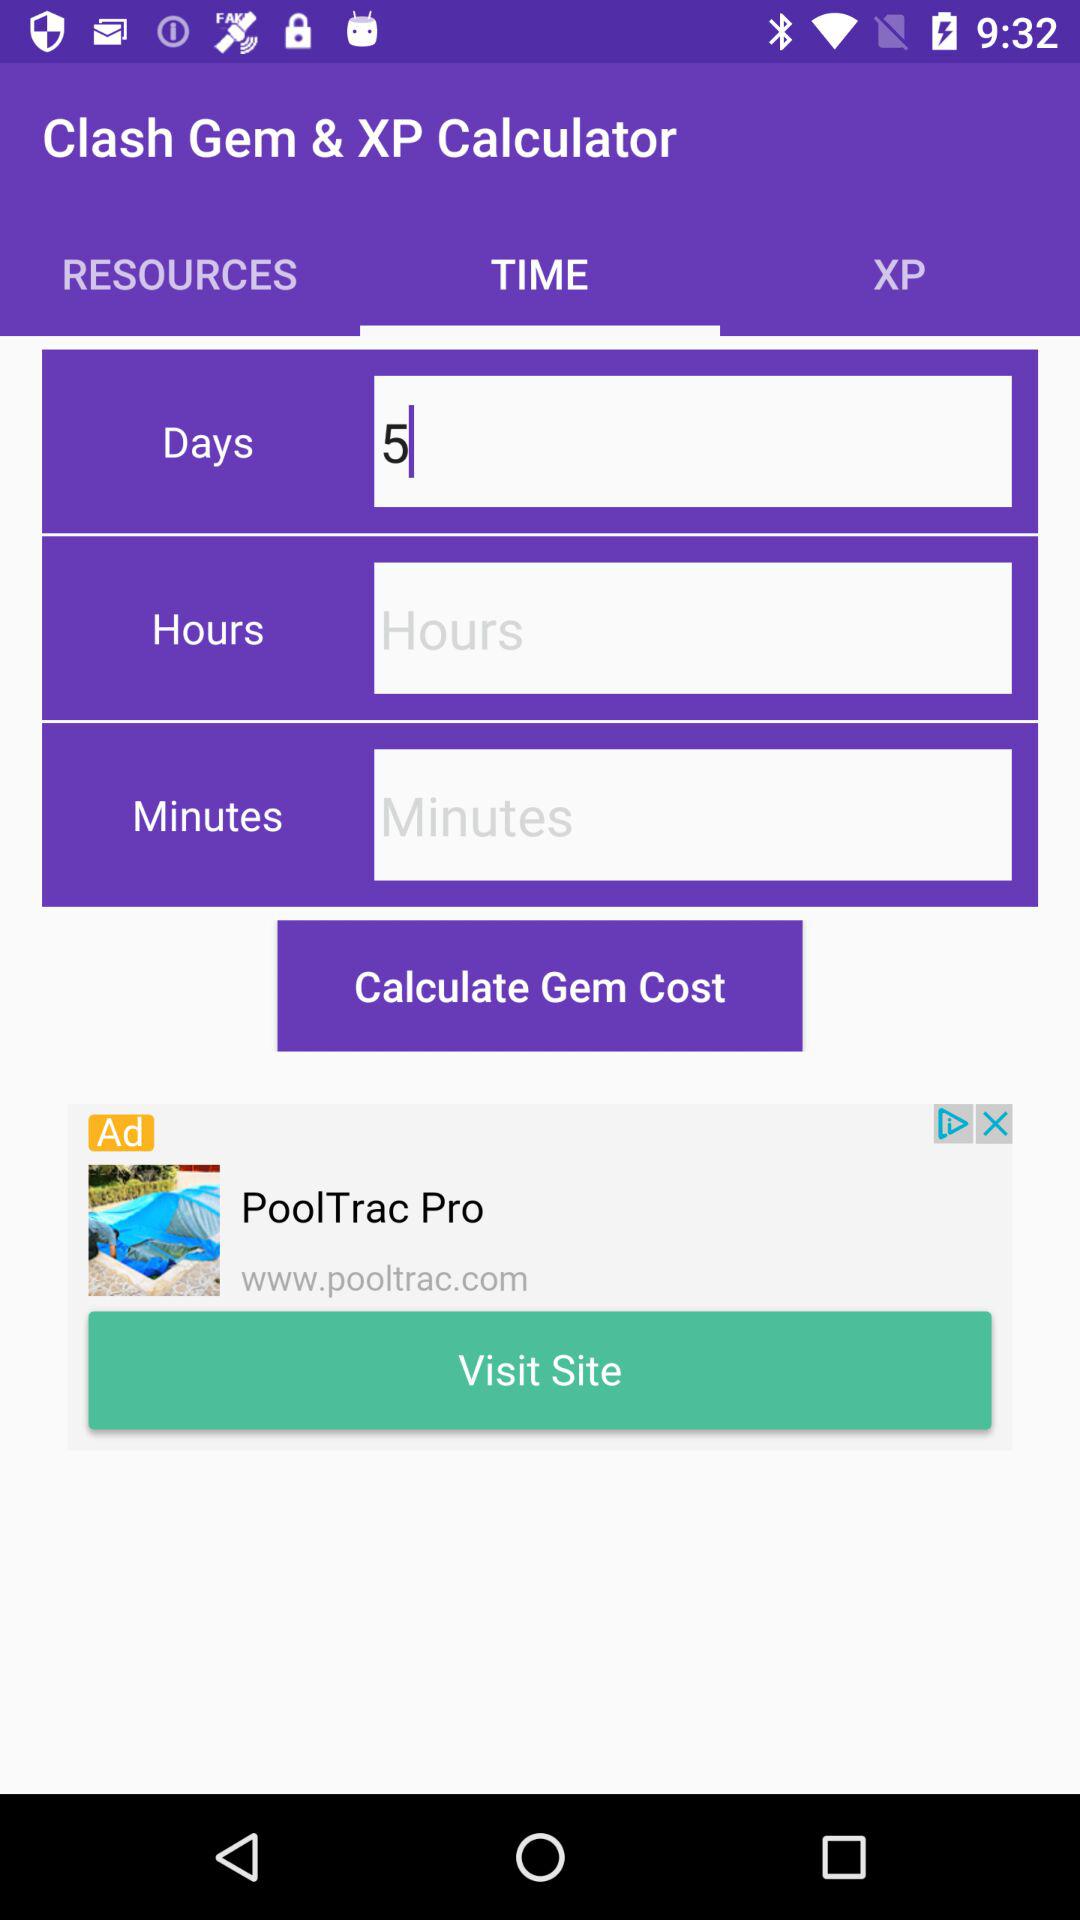 FAKE
9:32
Clash Gem & XP Calculator
RESOURCES TIME XP
Days 5
Hours Hours
Minutes Minutes
Calculate Gem Cost
Ad
PoolTrac Pro
www.pooltrac.com
Visit Site